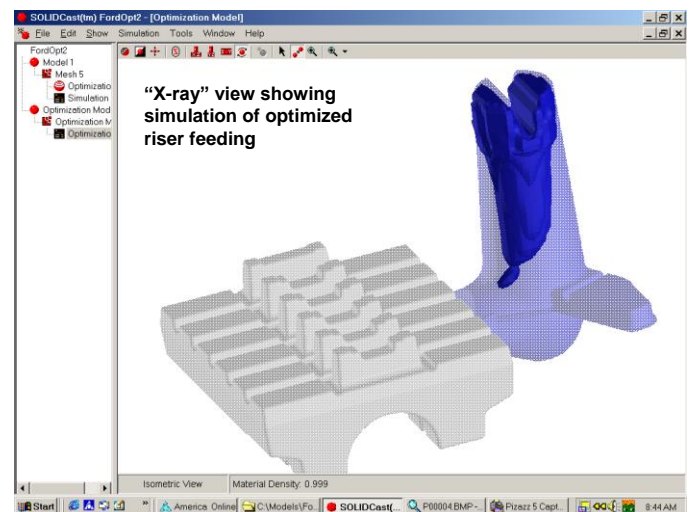 SOLIDCast(tm) FordOpt2 - [Optimization Model]
File Edit Show Simulation Tools Window Help
FordOpt2
Model 1
Mesh 5
Optimizatio
Simulation
Optimization Mod
Optimization M
Optimizatio
“X-ray” view showing
simulation of optimized
riser feeding
Isometric View Material Density: 0.999
Start » America Online C:\Models\Fo... SOLIDCast(... P00004.BMP -... Pizazz 5 Capt... 8:44 AM